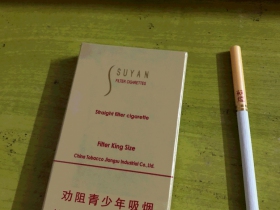 SUYAN
FILTER CIGARETTES
Straight filter cigarette
Filter King Size
China Tobacco Jiangsu Industrial Co., Ltd.
劝阻青少年吸烟